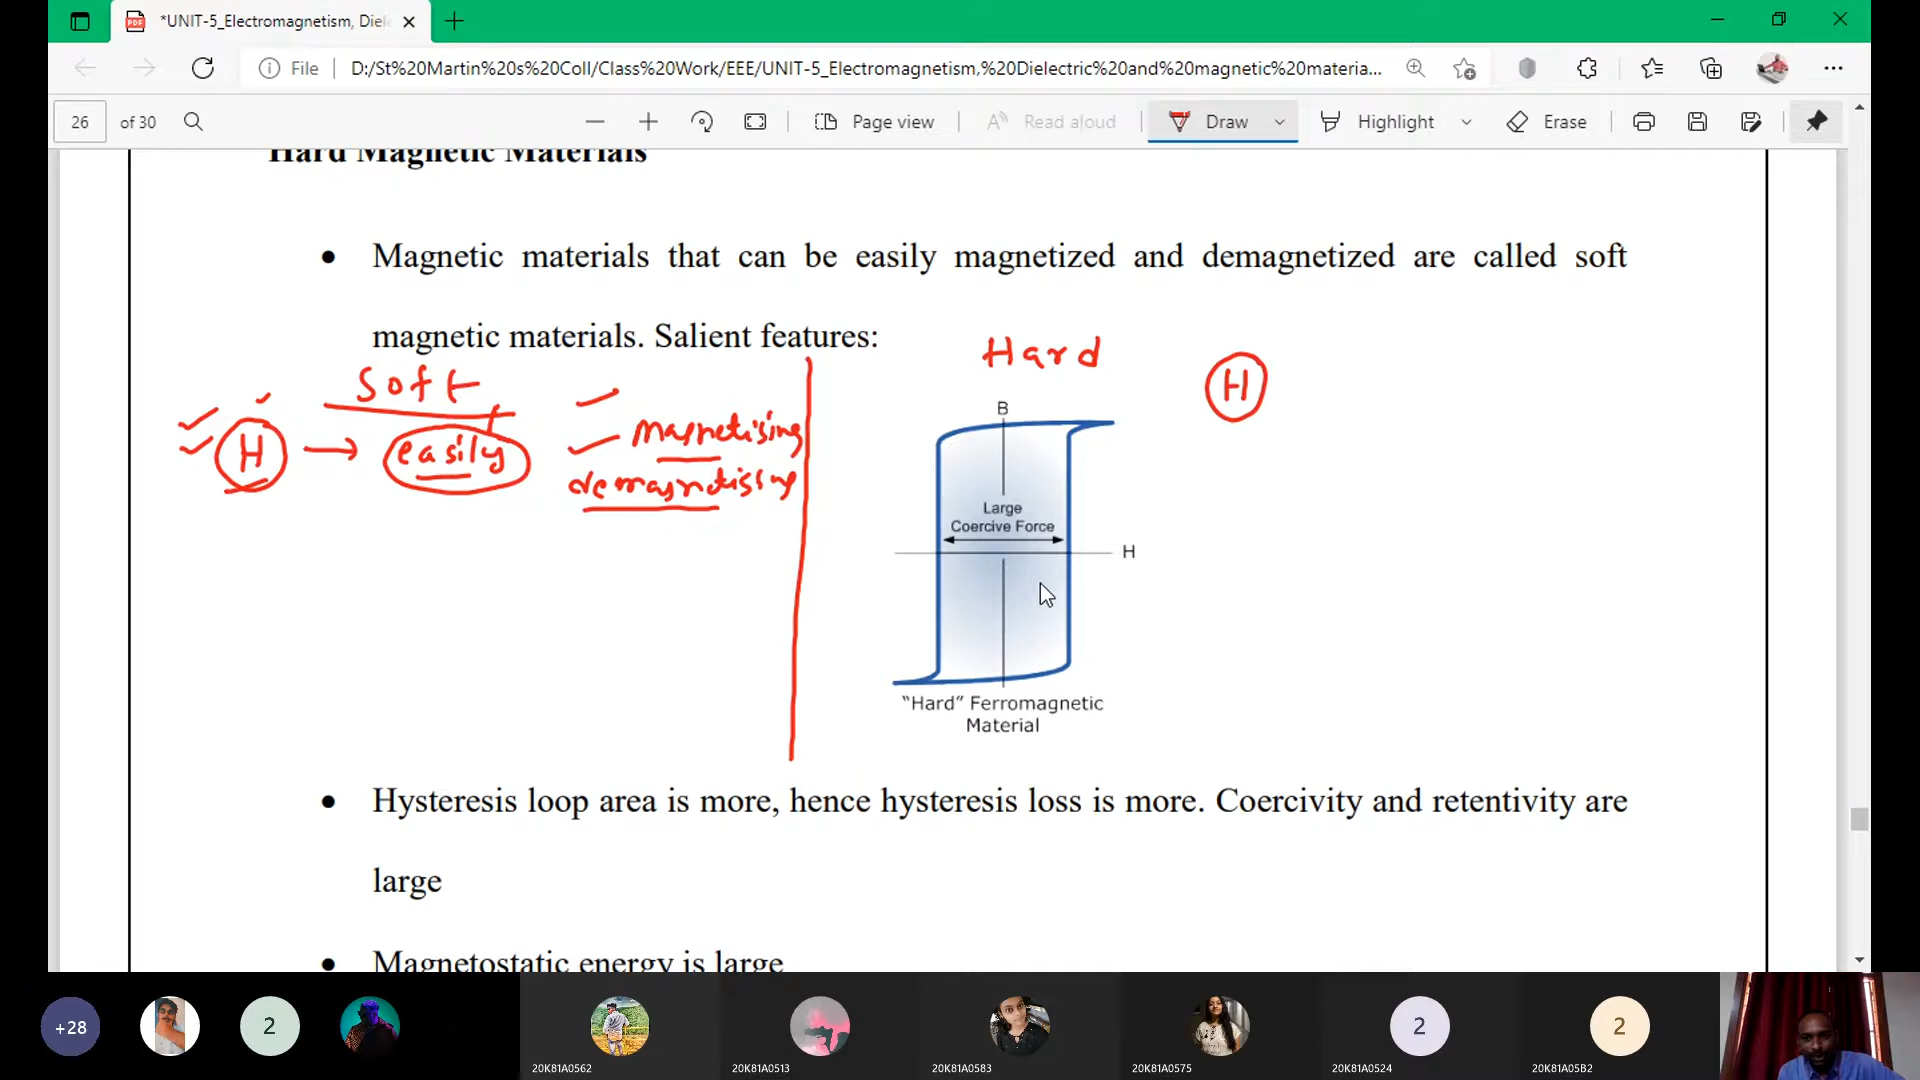 *UNIT-5_Electromagnetism, Diele
File
D:/St%20Martin%20s%20Coll/Class%20Work/EEE/UNIT-5_Electromagnetism,%20Dielectric%20and%20magnetic%20materia...
26 of 30
Page view
Read aloud
Draw
Highlight
Erase
Hard Magnetic Materials
• Magnetic materials that can be easily magnetized and demagnetized are called soft
magnetic materials. Salient features:
Soft
H → easily
magnetising
demagnetising
Hard
H
B
Large
Coercive Force
H
"Hard" Ferromagnetic
Material
• Hysteresis loop area is more, hence hysteresis loss is more. Coercivity and retentivity are
large
• Magnetostatic energy is large
+28
2
20K81A0562
20K81A0513
20K81A0583
20K81A0575
2
20K81A0524
2
20K81A05B2